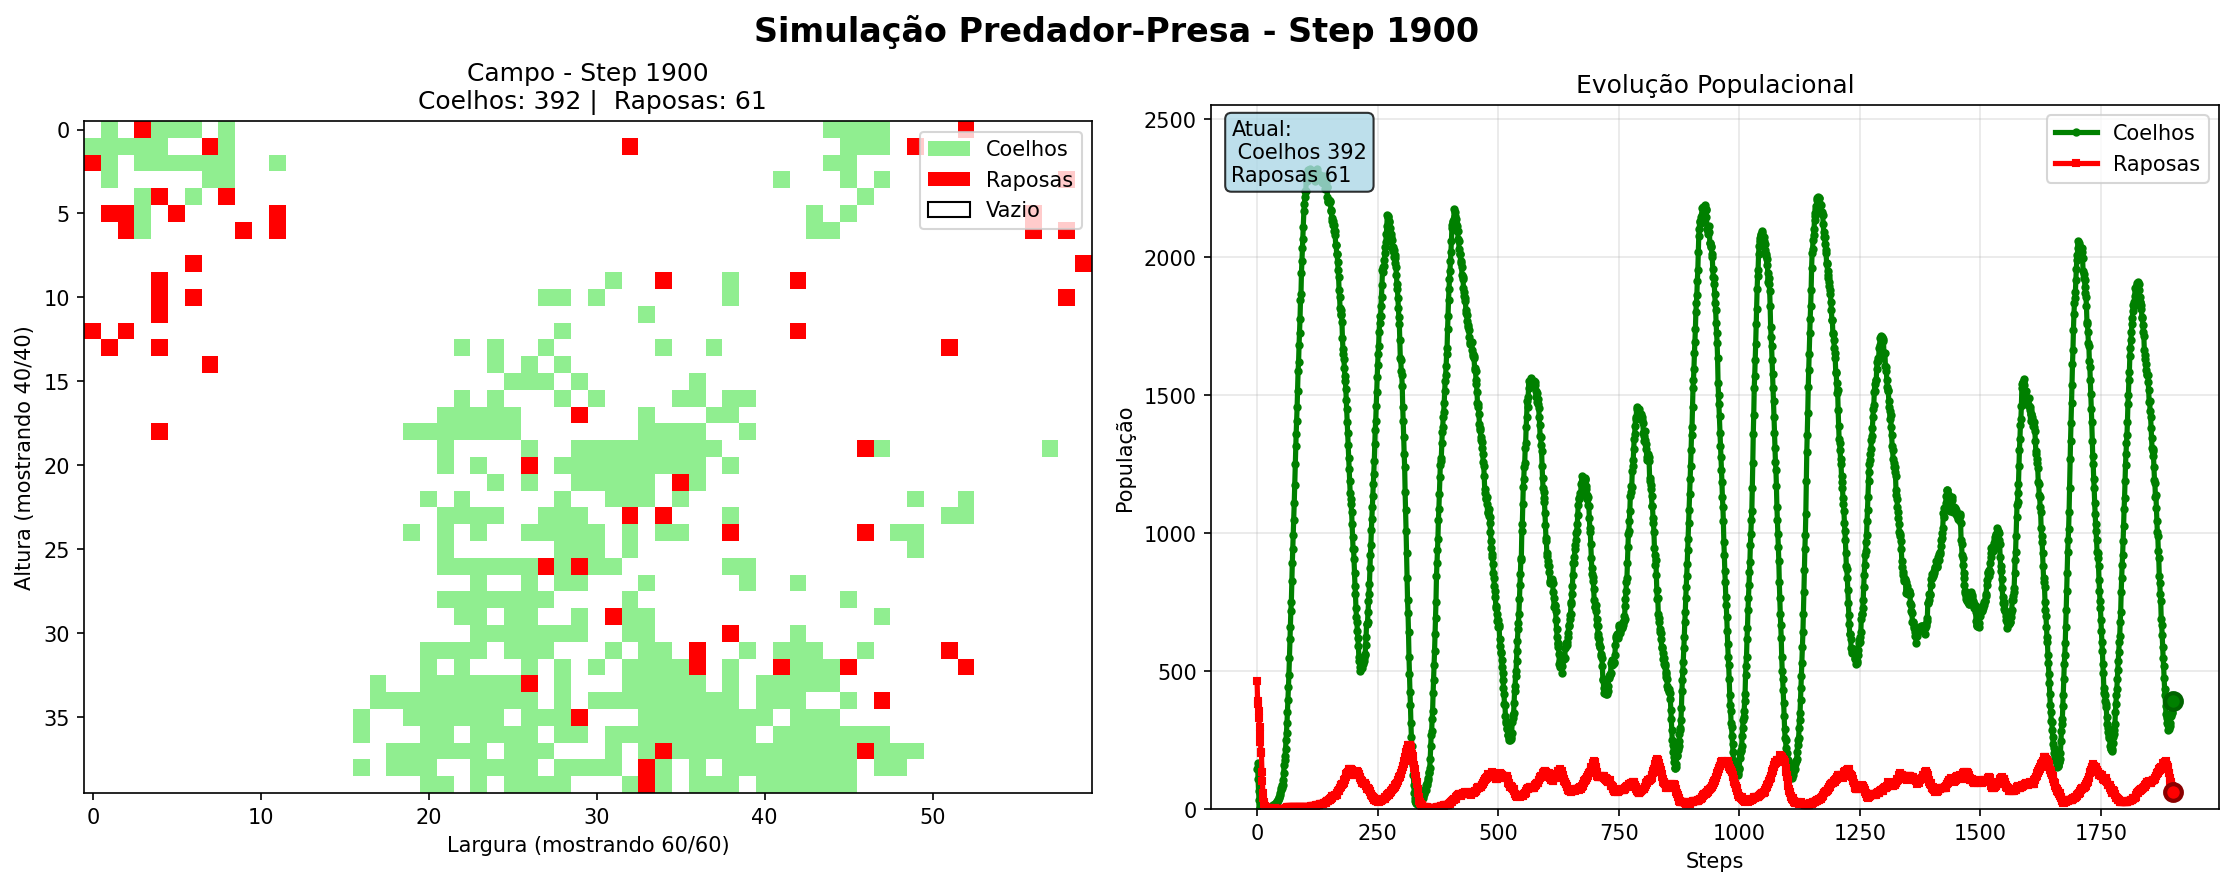 Simulação Predador-Presa - Step 1900
Campo - Step 1900
Coelhos: 392 |  Raposas: 61
Coelhos
Raposas
Vazio
0
5
10
15
20
25
30
35
Altura (mostrando 40/40)
0
10
20
30
40
50
Largura (mostrando 60/60)
Evolução Populacional
Atual:
Coelhos 392
Raposas 61
Coelhos
Raposas
2500
2000
1500
1000
500
0
População
0
250
500
750
1000
1250
1500
1750
Steps